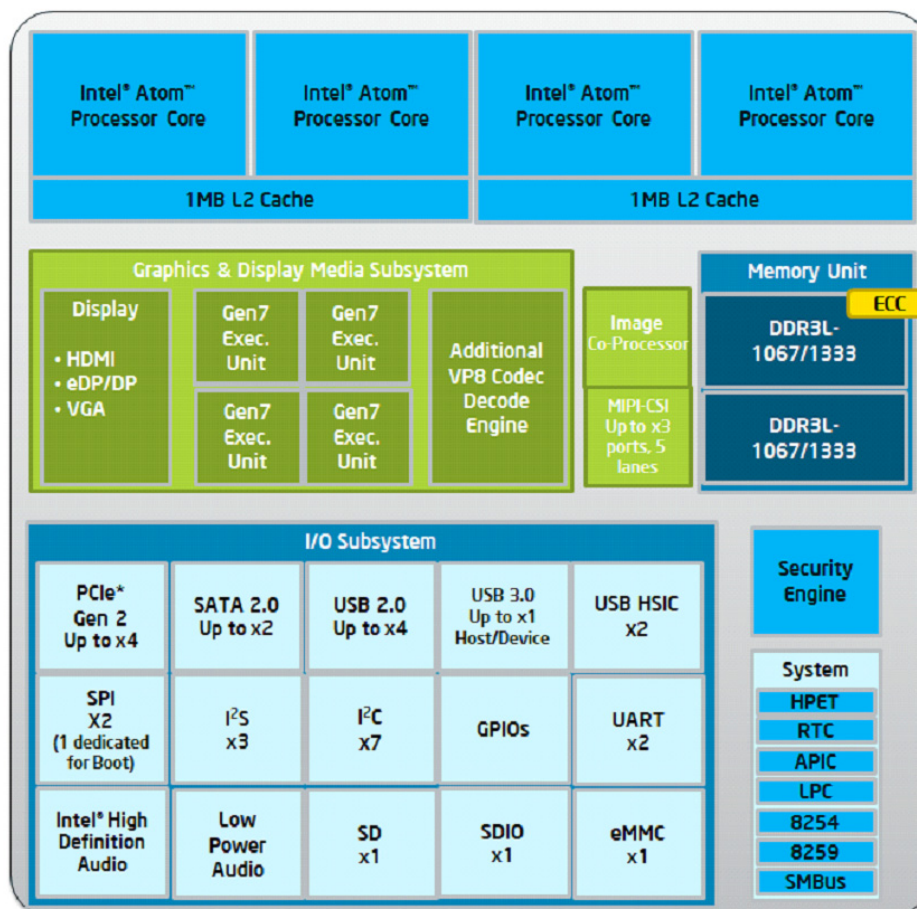 Intel® Atom™
Processor Core
Intel® Atom™
Processor Core
Intel® Atom™
Processor Core
Intel® Atom™
Processor Core
1MB L2 Cache
1MB L2 Cache
Graphics & Display Media Subsystem
Display
• HDMI
• eDP/DP
• VGA
Gen7
Exec.
Unit
Gen7
Exec.
Unit
Gen7
Exec.
Unit
Gen7
Exec.
Unit
Additional
VP8 Codec
Decode
Engine
Image
Co-Processor
MIPI-CSI
Up to x3
ports, 5
lanes
Memory Unit
ECC
DDR3L-
1067/1333
DDR3L-
1067/1333
I/O Subsystem
PCIe*
Gen 2
Up to x4
SATA 2.0
Up to x2
USB 2.0
Up to x4
USB 3.0
Up to x1
Host/Device
USB HSIC
x2
SPI
X2
(1 dedicated
for Boot)
I²S
x3
I²C
x7
GPIOs
UART
x2
Intel® High
Definition
Audio
Low
Power
Audio
SD
x1
SDIO
x1
eMMC
x1
Security
Engine
System
HPET
RTC
APIC
LPC
8254
8259
SMBus